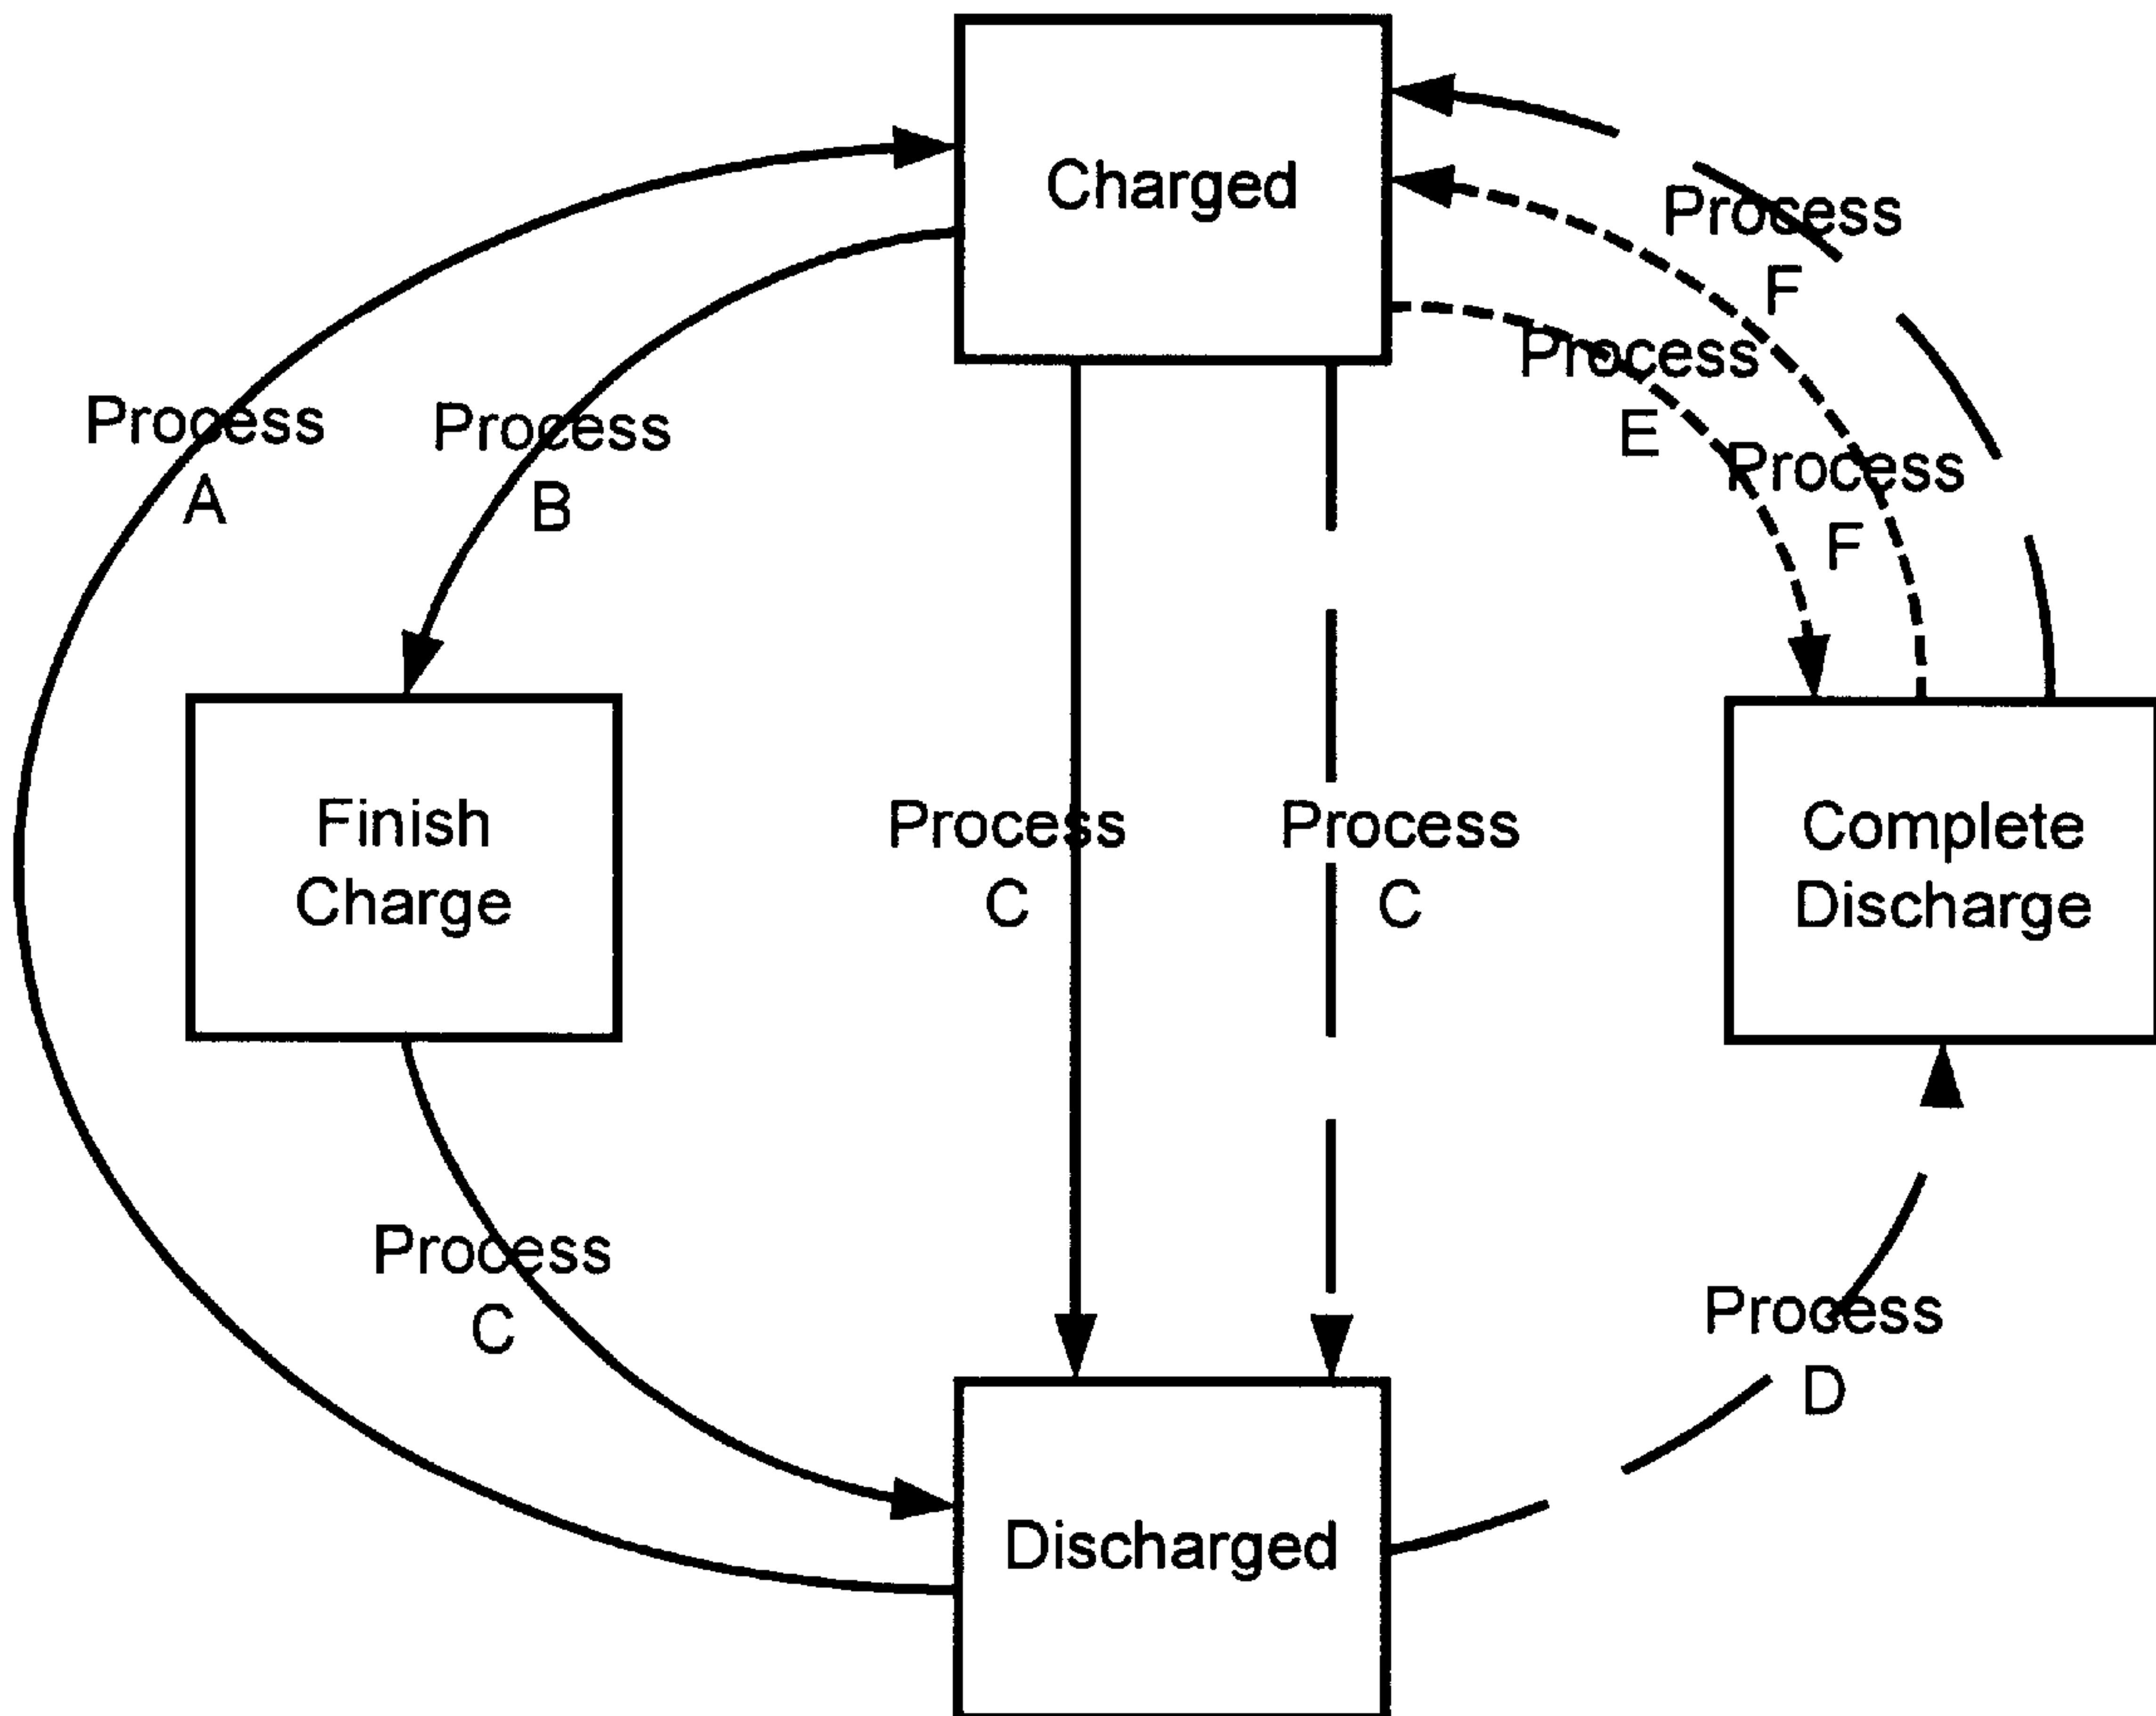 Charged
Process
F
Process
E
Process
A
Process
B
Process
F
Finish
Charge
Process
C
Process
C
Complete
Discharge
Process
C
Process
D
Discharged